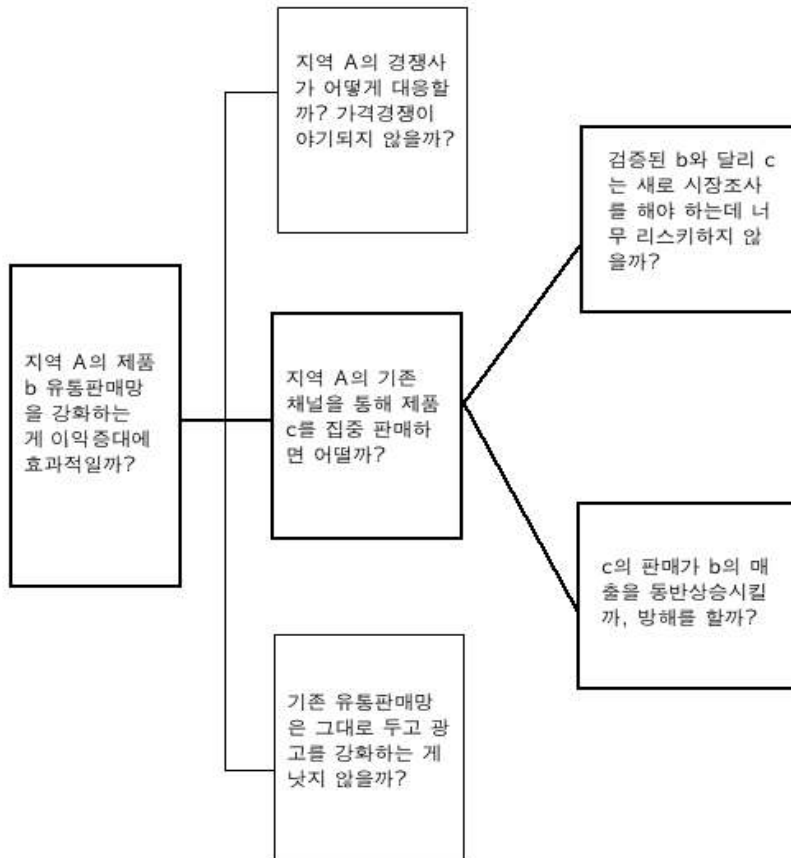 지역 A의 경쟁사
가 어떻게 대응할
까? 가격경쟁이
야기되지 않을까?
검증된 b와 달리 c
는 새로 시장조사
를 해야 하는데 너
무 리스키하지 않
을까?
지역 A의 제품
b 유통판매망
을 강화하는
게 이익증대에
효과적일까?
지역 A의 기존
채널을 통해 제품
c를 집중 판매하
면 어떨까?
c의 판매가 b의 매
출을 동반상승시킬
까, 방해를 할까?
기존 유통판매망
은 그대로 두고 광
고를 강화하는 게
낫지 않을까?